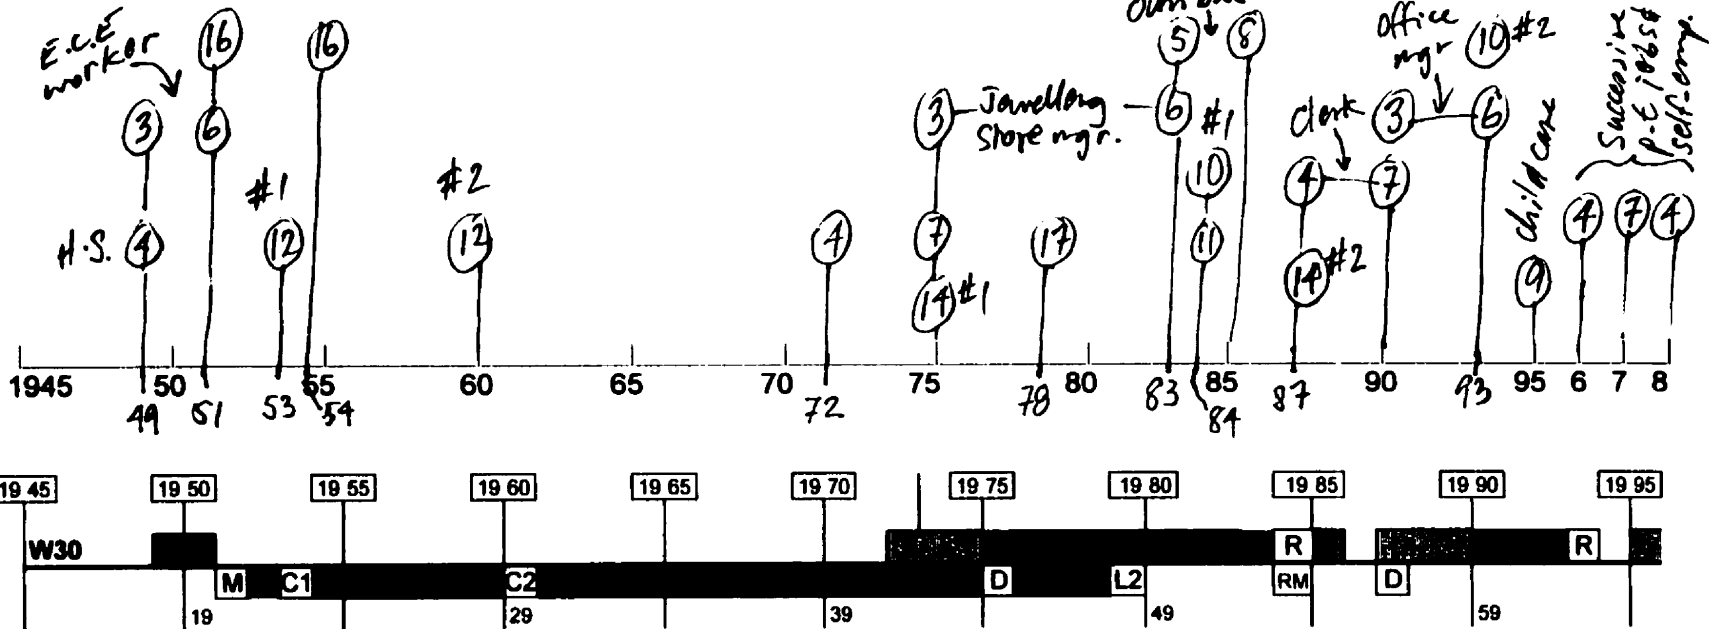 E.C.E
worker
16
16
5
8
office
mgr
10 #2
3
6
3
Jewellery
store mgr.
6
#1
clerk
3
6
child care
Successive
p-t jobs &
self-emp.
H.S.
4
#1
12
#2
12
4
7
17
10
11
4
7
4
7
4
14 #1
14 #2
9
1945 50 55 60 65 70 75 80 85 90 95 6 7 8
49 51 53 54 72 78 83 84 87 93
19 45 19 50 19 55 19 60 19 65 19 70 19 75 19 80 19 85 19 90 19 95
W30 R R
M C1 C2 D L2 RM D
19 29 39 49 59